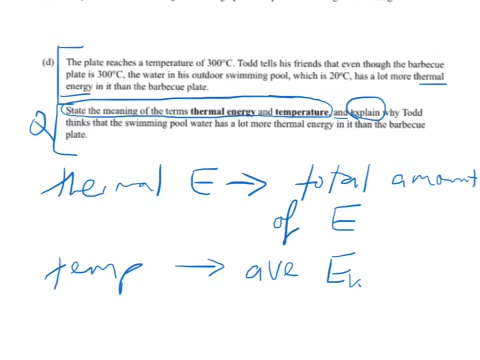 (d) The plate reaches a temperature of 300°C. Todd tells his friends that even though the barbecue
plate is 300°C, the water in his outdoor swimming pool, which is 20°C, has a lot more thermal
energy in it than the barbecue plate.
State the meaning of the terms thermal energy and temperature, and explain why Todd
thinks that the swimming pool water has a lot more thermal energy in it than the barbecue
plate.
2
thermal E → total amount
of E
temp → ave Ek